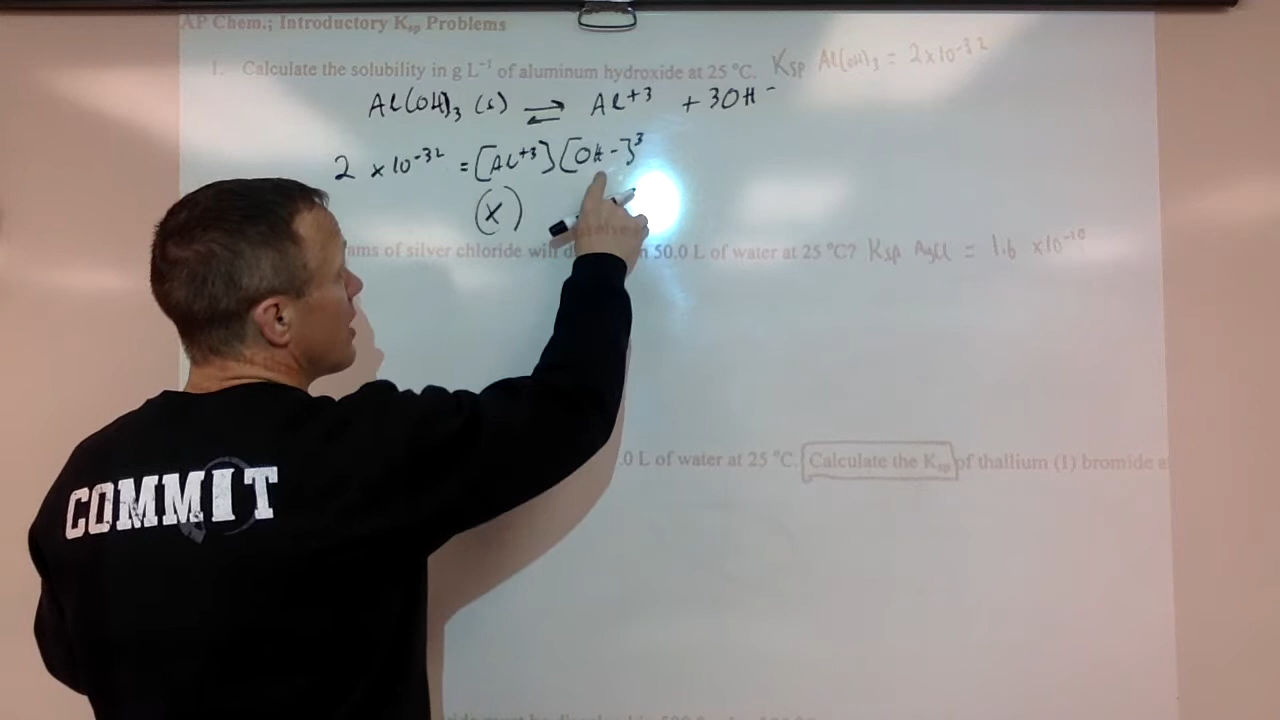 AP Chem.; Introductory Ksp Problems
1. Calculate the solubility in g L⁻¹ of aluminum hydroxide at 25 °C. Ksp Al(OH)₃ = 2 x 10⁻³²
Al(OH)₃ (s) ⇌ Al⁺³ + 3OH⁻
2 x 10⁻³² = [Al⁺³][OH-]³
(x)
ams of silver chloride will 50.0 L of water at 25 °C? Ksp AgCl = 1.6 x 10⁻¹⁰
COMMIT
.0 L of water at 25 °C. Calculate the Ksp of thallium (I) bromide a